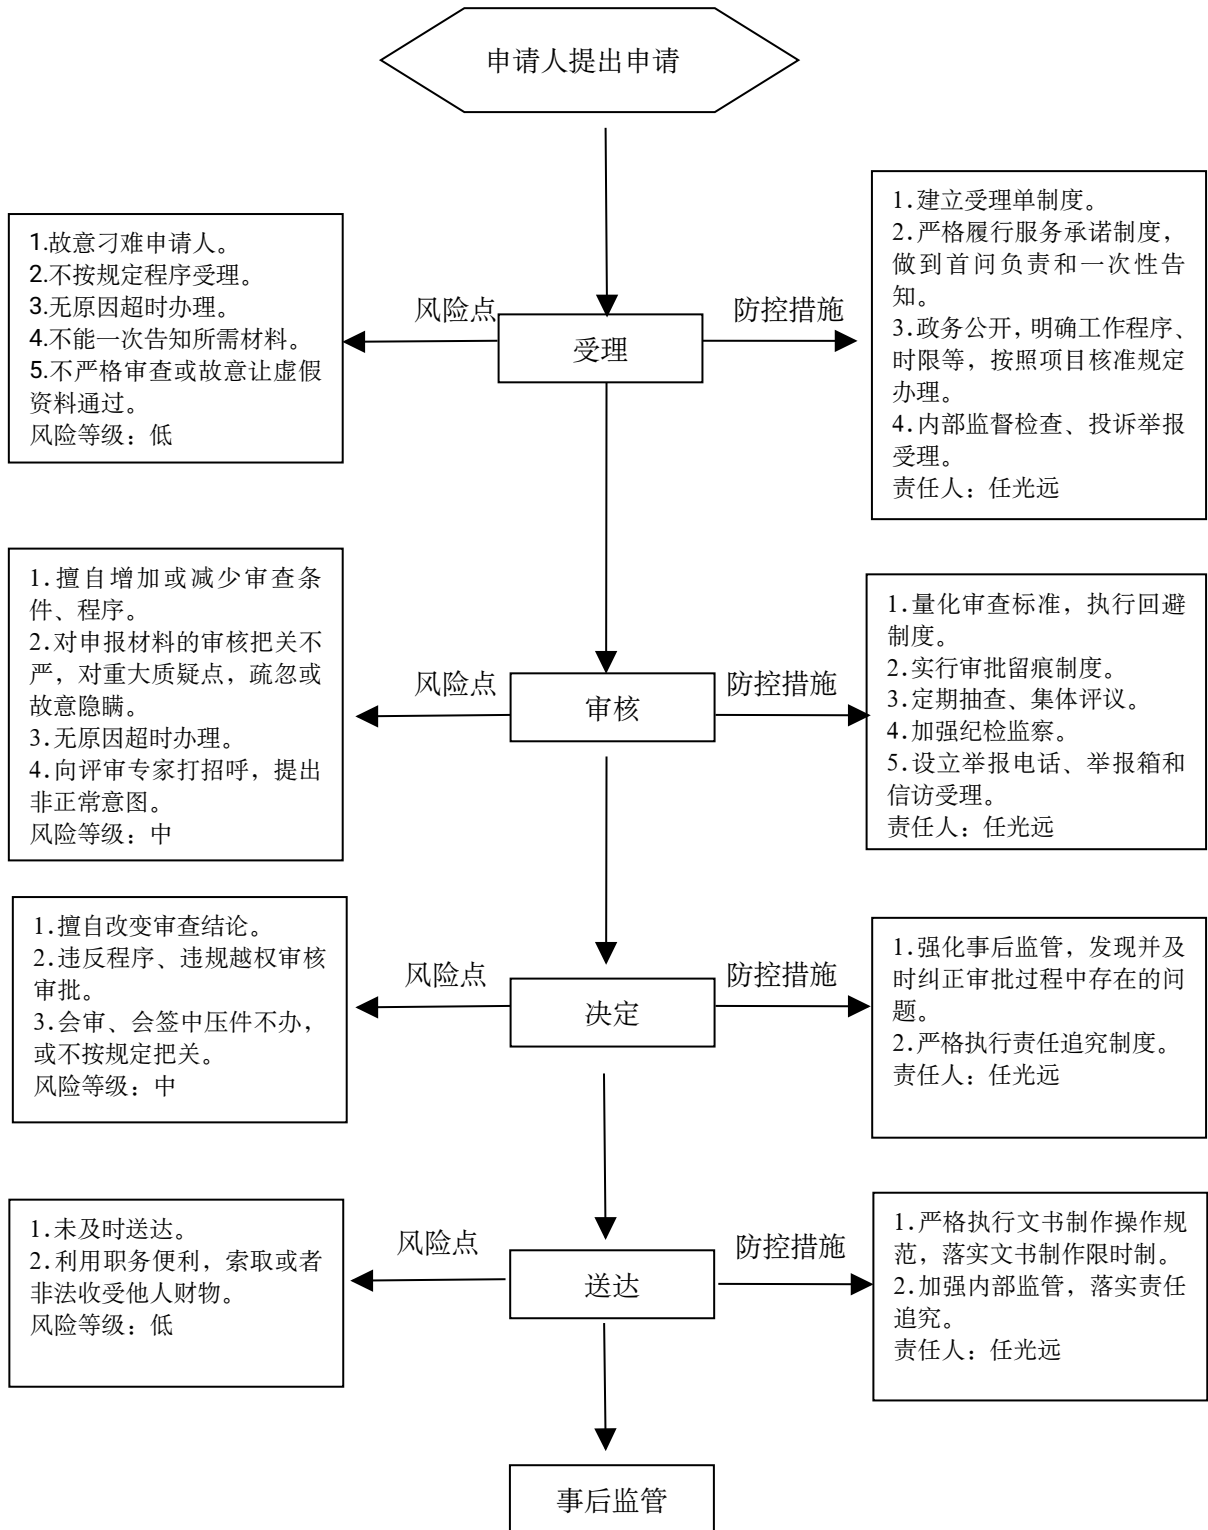 申请人提出申请
1.故意刁难申请人。
2.不按规定程序受理。
3.无原因超时办理。
4.不能一次告知所需材料。
5.不严格审查或故意让虚假
资料通过。
风险等级：低
风险点
受理
防控措施
1.建立受理单制度。
2.严格履行服务承诺制度，
做到首问负责和一次性告
知。
3.政务公开，明确工作程序、
时限等，按照项目核准规定
办理。
4.内部监督检查、投诉举报
受理。
责任人：任光远
1.擅自增加或减少审查条
件、程序。
2.对申报材料的审核把关不
严，对重大质疑点，疏忽或
故意隐瞒。
3.无原因超时办理。
4.向评审专家打招呼，提出
非正常意图。
风险等级：中
风险点
审核
防控措施
1.量化审查标准，执行回避
制度。
2.实行审批留痕制度。
3.定期抽查、集体评议。
4.加强纪检监察。
5.设立举报电话、举报箱和
信访受理。
责任人：任光远
1.擅自改变审查结论。
2.违反程序、违规越权审核
审批。
3.会审、会签中压件不办，
或不按规定把关。
风险等级：中
风险点
决定
防控措施
1.强化事后监管，发现并及
时纠正审批过程中存在的问
题。
2.严格执行责任追究制度。
责任人：任光远
1.未及时送达。
2.利用职务便利，索取或者
非法收受他人财物。
风险等级：低
风险点
送达
防控措施
1.严格执行文书制作操作规
范，落实文书制作限时制。
2.加强内部监管，落实责任
追究。
责任人：任光远
事后监管